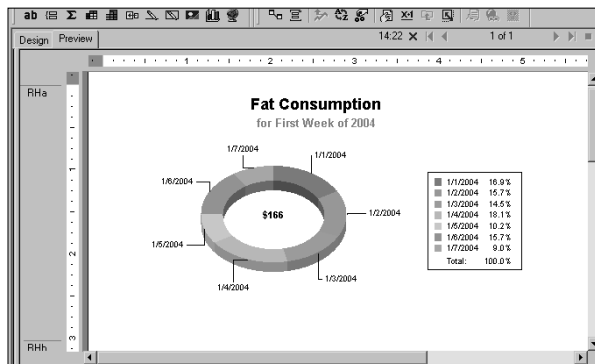 ab
Design Preview 14:22 1 of 1
1 2 3 4 5
RHa
Fat Consumption
for First Week of 2004
1/7/2004
1/1/2004
1/6/2004
1/1/2004 16.9%
1/2/2004 15.7%
1/3/2004 14.5%
1/4/2004 18.1%
1/5/2004 10.2%
1/6/2004 15.7%
1/7/2004 9.0%
Total: 100.0%
$166
1/2/2004
1/5/2004
1/3/2004
1/4/2004
1
2
3
RHb